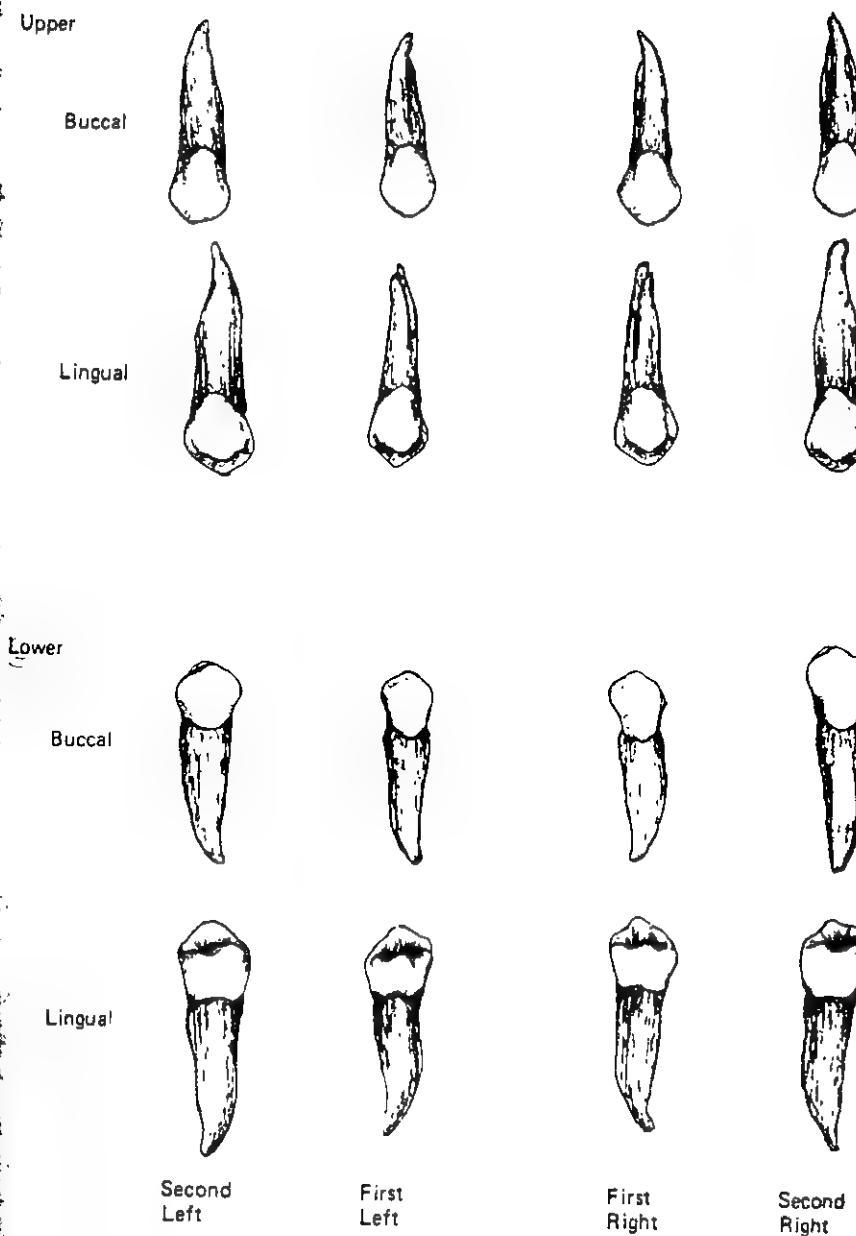 Upper
Buccal
Lingual
Lower
Buccal
Lingual
Second
Left
First
Left
First
Right
Second
Right